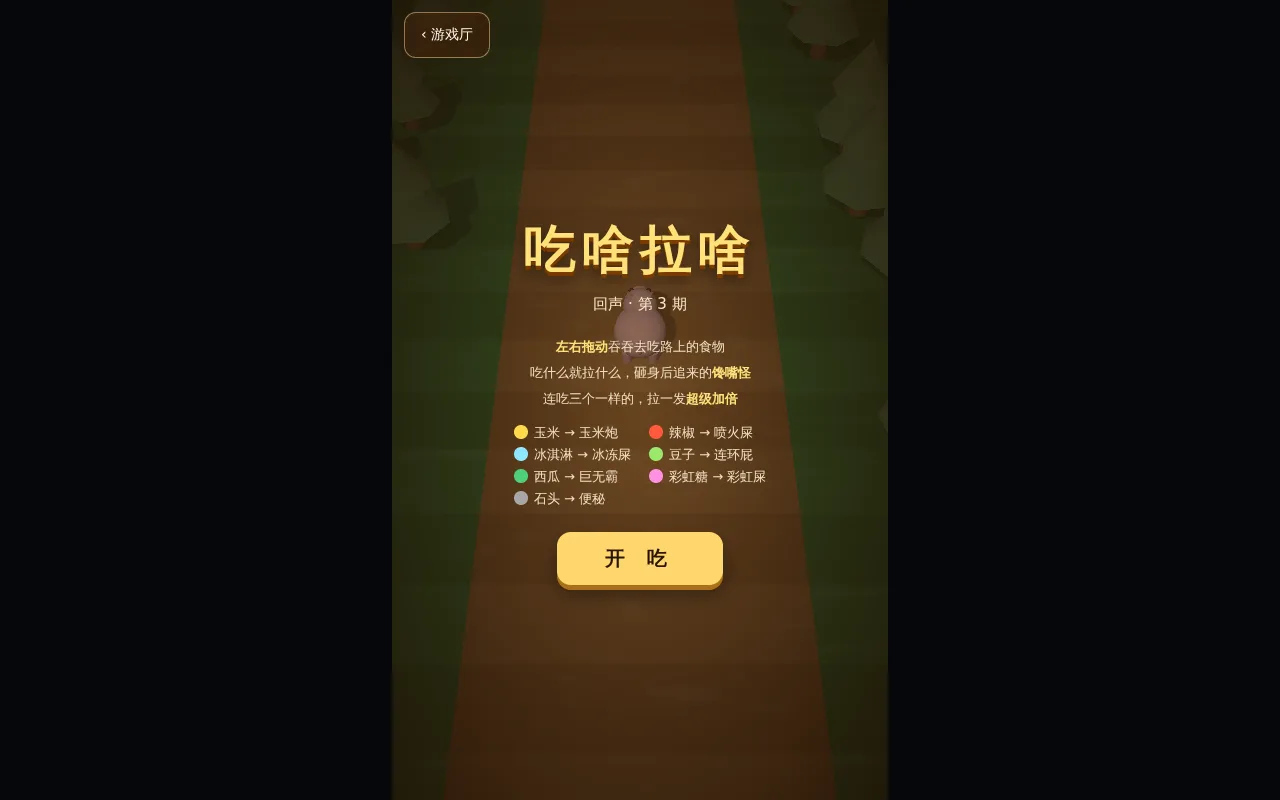 ‹ 游戏厅
吃啥拉啥
回声 · 第 3 期
左右拖动吞吞去吃路上的食物
吃什么就拉什么，砸身后追来的馋嘴怪
连吃三个一样的，拉一发超级加倍
玉米 → 玉米炮
辣椒 → 喷火屎
冰淇淋 → 冰冻屎
豆子 → 连环屁
西瓜 → 巨无霸
彩虹糖 → 彩虹屎
石头 → 便秘
开 吃